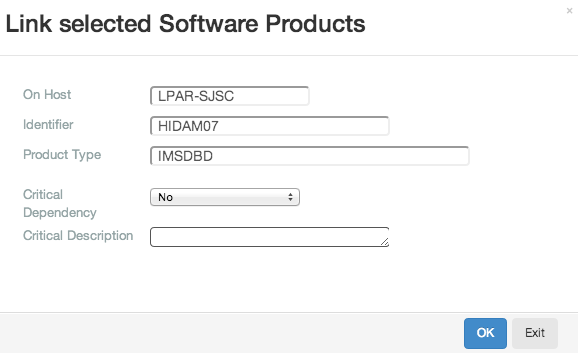 ×
Link selected Software Products
On Host LPAR-SJSC
Identifier HIDAM07
Product Type IMSDBD
Critical
Dependency No
Critical Description
OK Exit